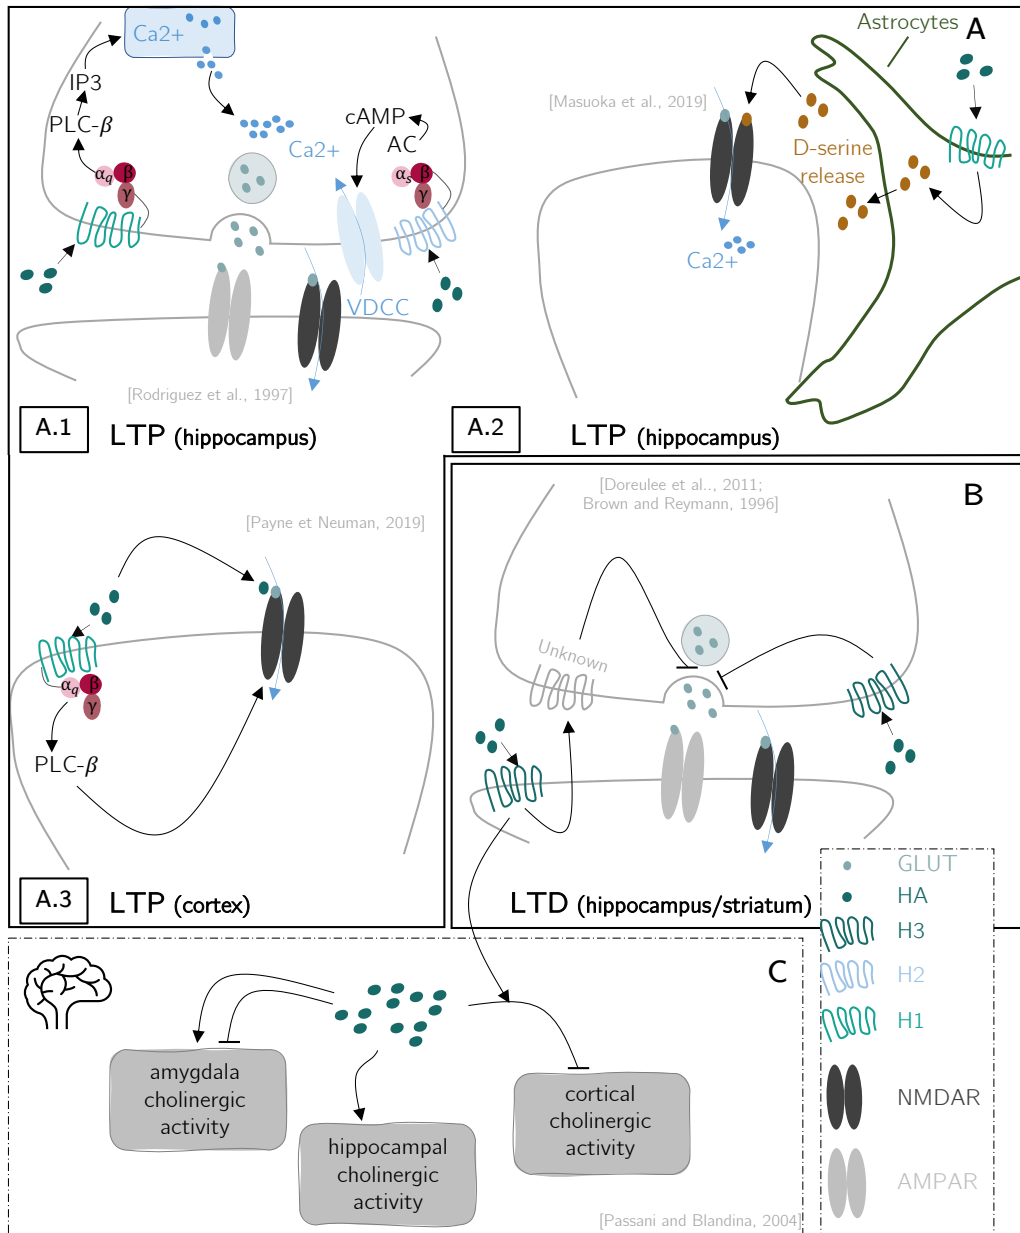 Ca2+
IP3
PLC-β
αq
β
γ
Ca2+
cAMP
AC
αs
β
γ
VDCC
[Rodriguez et al., 1997]
A.1
LTP (hippocampus)
Astrocytes
A
[Masuoka et al., 2019]
D-serine
release
Ca2+
A.2
LTP (hippocampus)
[Payne et Neuman, 2019]
αq
β
γ
PLC-β
A.3
LTP (cortex)
[Doreulee et al.., 2011;
Brown and Reymann, 1996]
B
Unknown
LTD (hippocampus/striatum)
C
amygdala
cholinergic
activity
hippocampal
cholinergic
activity
cortical
cholinergic
activity
[Passani and Blandina, 2004]
GLUT
HA
H3
H2
H1
NMDAR
AMPAR